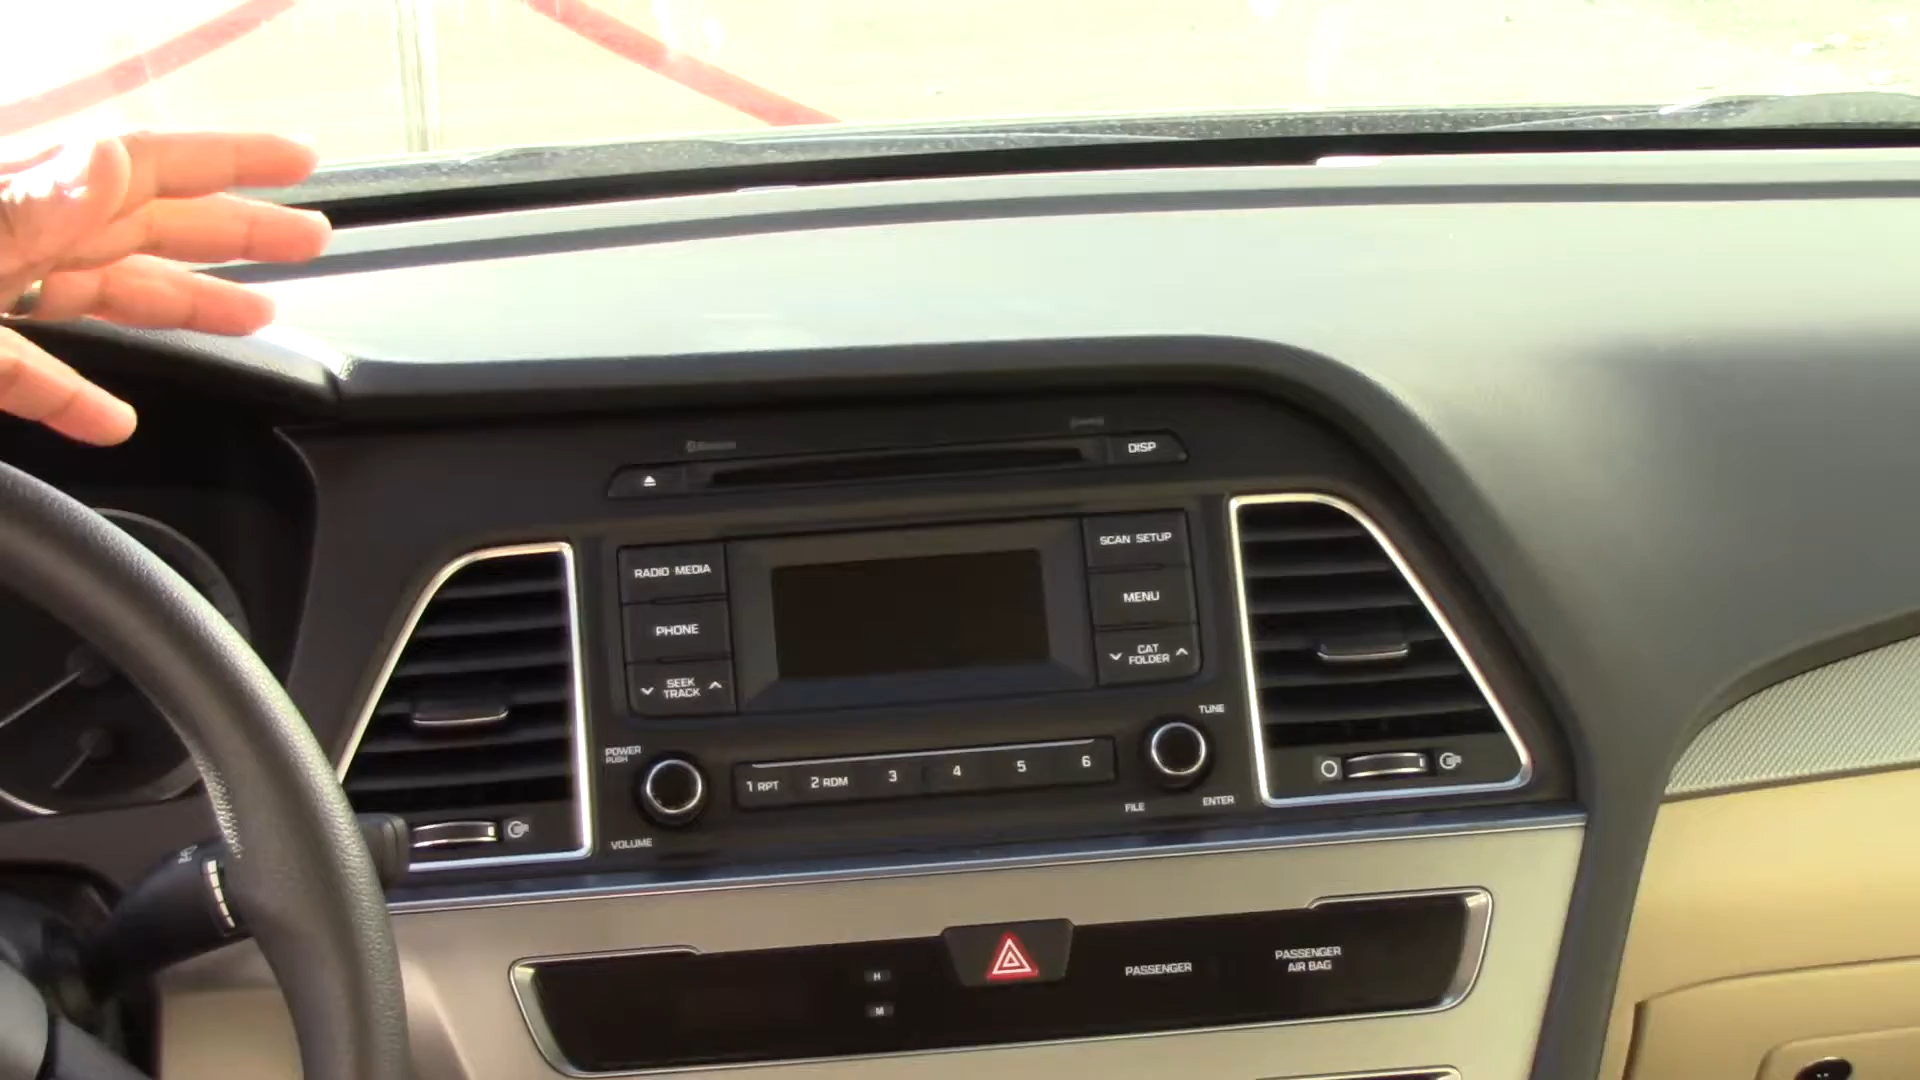 DISP
RADIO MEDIA
SCAN SETUP
PHONE
MENU
SEEK
TRACK
CAT
FOLDER
POWER
PUSH
VOLUME
1 RPT 2 RDM 3 4 5 6
TUNE
FILE
ENTER
H
M
PASSENGER
PASSENGER
AIR BAG